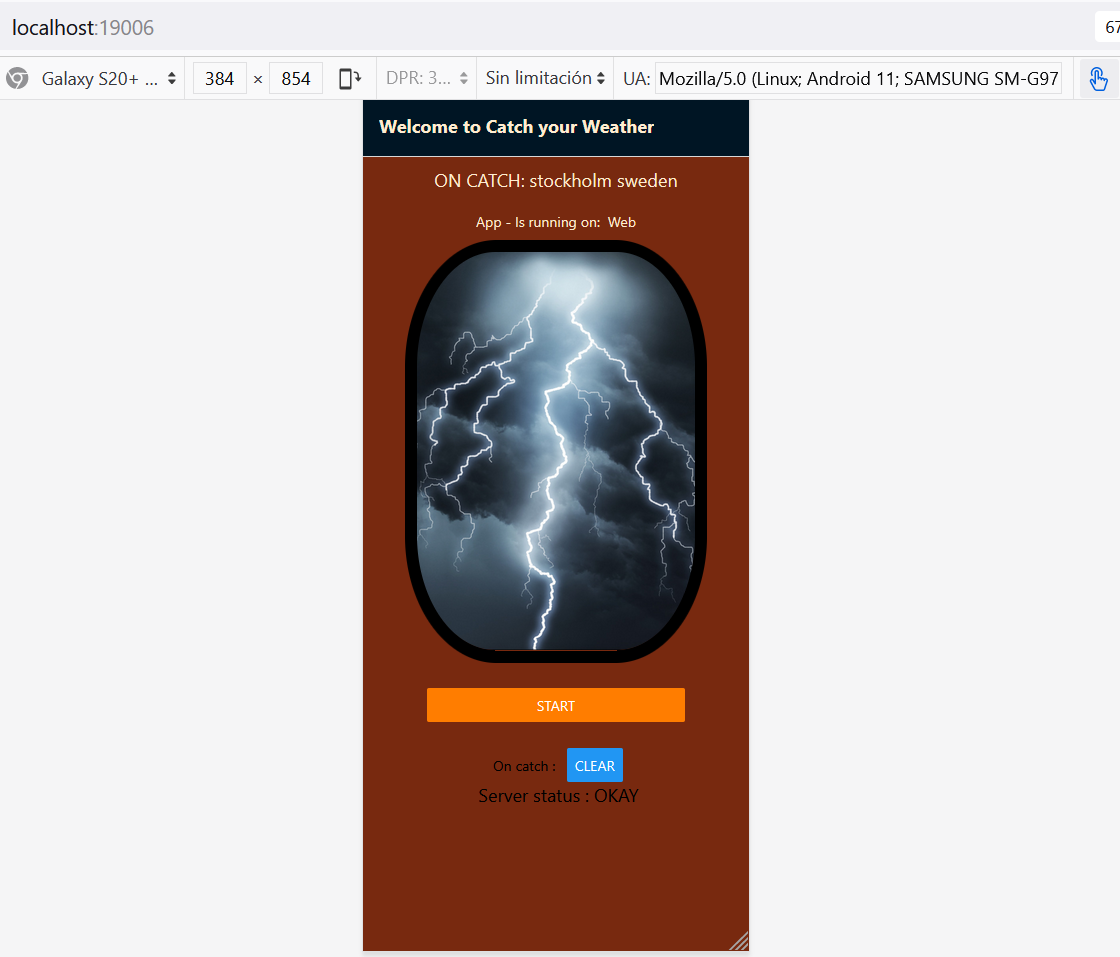 localhost:19006
67
Galaxy S20+ ... 384 × 854 DPR: 3... Sin limitación UA: Mozilla/5.0 (Linux; Android 11; SAMSUNG SM-G97
Welcome to Catch your Weather
ON CATCH: stockholm sweden
App - Is running on: Web
START
On catch : CLEAR
Server status : OKAY